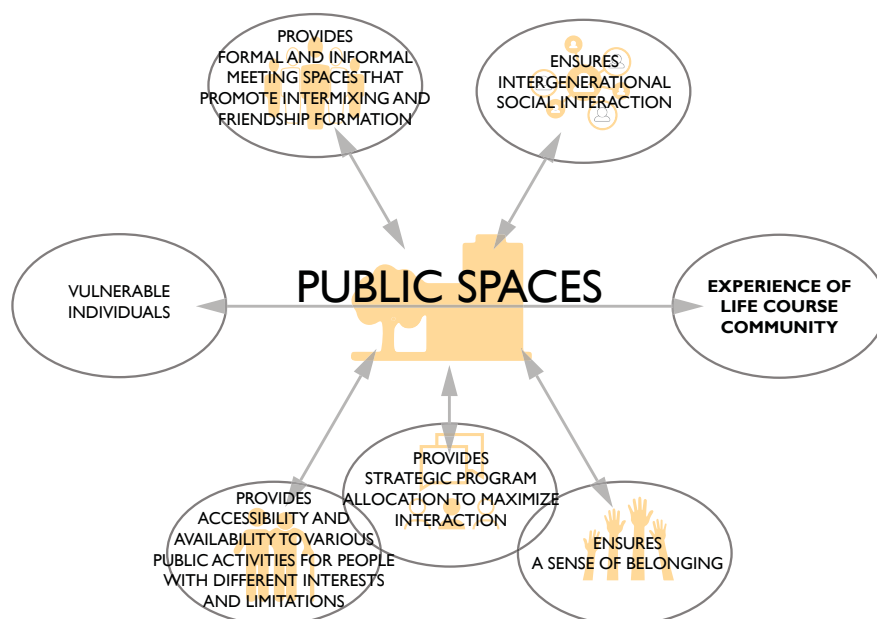 PROVIDES
FORMAL AND INFORMAL
MEETING SPACES THAT
PROMOTE INTERMIXING AND
FRIENDSHIP FORMATION
ENSURES
INTERGENERATIONAL
SOCIAL INTERACTION
PUBLIC SPACES
VULNERABLE
INDIVIDUALS
EXPERIENCE OF
LIFE COURSE
COMMUNITY
PROVIDES
STRATEGIC PROGRAM
ALLOCATION TO MAXIMIZE
INTERACTION
PROVIDES
ACCESSIBILITY AND
AVAILABILITY TO VARIOUS
PUBLIC ACTIVITIES FOR PEOPLE
WITH DIFFERENT INTERESTS
AND LIMITATIONS
ENSURES
A SENSE OF BELONGING